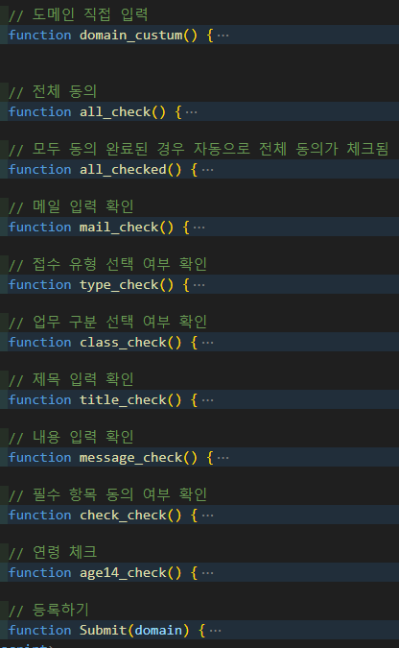 // 도메인 직접 입력
function domain_custum() { ···
// 전체 동의
function all_check() { ···
// 모두 동의 완료된 경우 자동으로 전체 동의가 체크됨
function all_checked() { ···
// 메일 입력 확인
function mail_check() { ···
// 접수 유형 선택 여부 확인
function type_check() { ···
// 업무 구분 선택 여부 확인
function class_check() { ···
// 제목 입력 확인
function title_check() { ···
// 내용 입력 확인
function message_check() { ···
// 필수 항목 동의 여부 확인
function check_check() { ···
// 연령 체크
function age14_check() { ···
// 등록하기
function Submit(domain) { ···